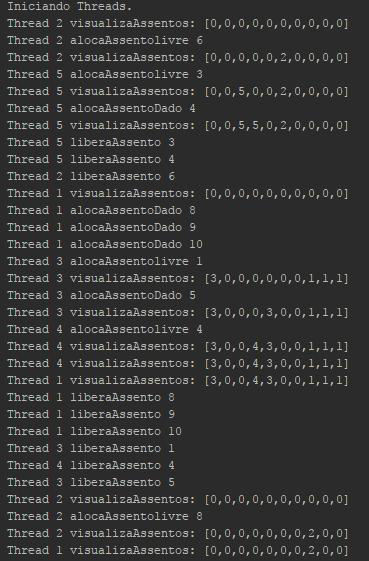 Iniciando Threads.
Thread 2 visualizaAssentos: [0,0,0,0,0,0,0,0,0,0]
Thread 2 alocaAssentolivre 6
Thread 2 visualizaAssentos: [0,0,0,0,0,2,0,0,0,0]
Thread 5 alocaAssentolivre 3
Thread 5 visualizaAssentos: [0,0,5,0,0,2,0,0,0,0]
Thread 5 alocaAssentoDado 4
Thread 5 visualizaAssentos: [0,0,5,5,0,2,0,0,0,0]
Thread 5 liberaAssento 3
Thread 5 liberaAssento 4
Thread 2 liberaAssento 6
Thread 1 visualizaAssentos: [0,0,0,0,0,0,0,0,0,0]
Thread 1 alocaAssentoDado 8
Thread 1 alocaAssentoDado 9
Thread 1 alocaAssentoDado 10
Thread 3 alocaAssentolivre 1
Thread 3 visualizaAssentos: [3,0,0,0,0,0,0,1,1,1]
Thread 3 alocaAssentoDado 5
Thread 3 visualizaAssentos: [3,0,0,0,3,0,0,1,1,1]
Thread 4 alocaAssentolivre 4
Thread 4 visualizaAssentos: [3,0,0,4,3,0,0,1,1,1]
Thread 4 visualizaAssentos: [3,0,0,4,3,0,0,1,1,1]
Thread 1 visualizaAssentos: [3,0,0,4,3,0,0,1,1,1]
Thread 1 liberaAssento 8
Thread 1 liberaAssento 9
Thread 1 liberaAssento 10
Thread 3 liberaAssento 1
Thread 4 liberaAssento 4
Thread 3 liberaAssento 5
Thread 2 visualizaAssentos: [0,0,0,0,0,0,0,0,0,0]
Thread 2 alocaAssentolivre 8
Thread 2 visualizaAssentos: [0,0,0,0,0,0,0,2,0,0]
Thread 1 visualizaAssentos: [0,0,0,0,0,0,0,2,0,0]